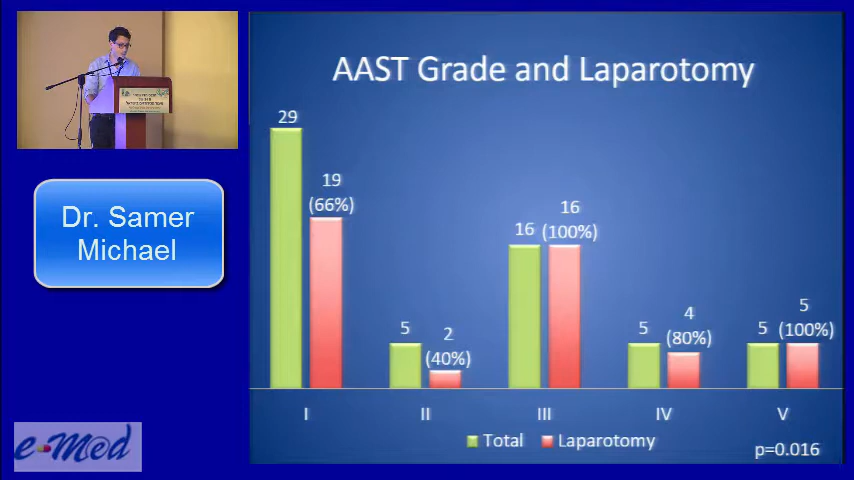 AAST Grade and Laparotomy
29
19
(66%)
5
2
(40%)
16
16
(100%)
5
4
(80%)
5
5
(100%)
I
II
III
IV
V
Total
Laparotomy
p=0.016
Dr. Samer
Michael
e-M@d